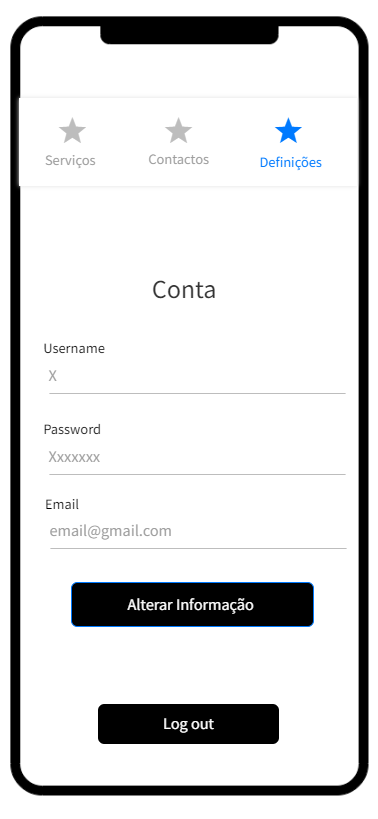 Serviços
Contactos
Definições
Conta
Username
X
Password
Xxxxxxx
Email
email@gmail.com
Alterar Informação
Log out